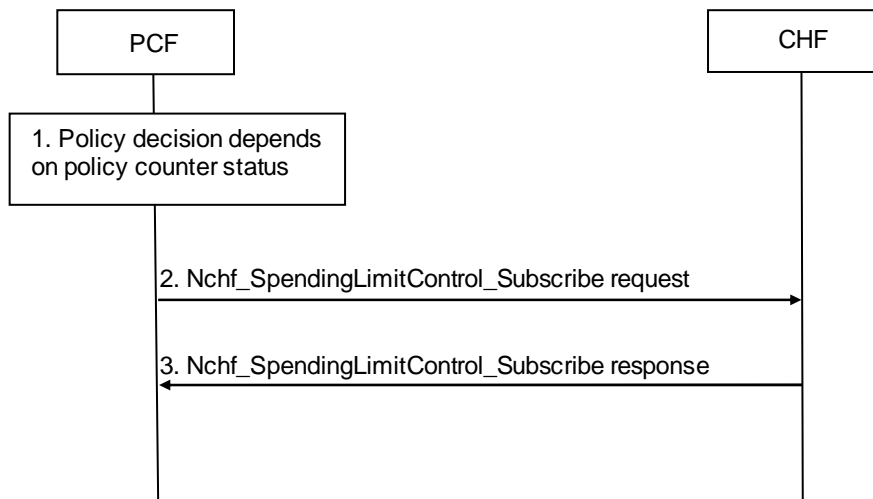 PCF
CHF
1. Policy decision depends
on policy counter status
2. Nchf_SpendingLimitControl_Subscribe request
3. Nchf_SpendingLimitControl_Subscribe response